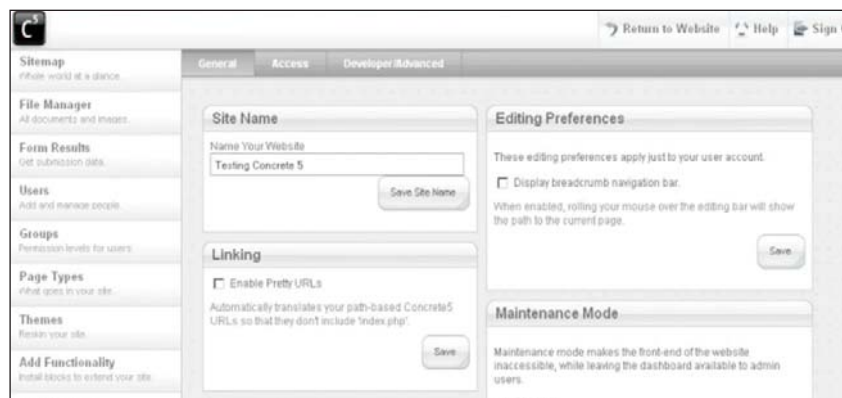 C5
Return to Website
Help
Sign
Sitemap
Whole world at a glance.
File Manager
All documents and images.
Form Results
Get submission data.
Users
Add and manage people.
Groups
Permission levels for users.
Page Types
What goes in your site.
Themes
Reskin your site.
Add Functionality
Install blocks to extend your site.
General
Access
Developer/Advanced
Site Name
Name Your Website
Testing Concrete 5
Save Site Name
Linking
Enable Pretty URLs
Automatically translates your path-based Concrete5
URLs so that they don't include 'index.php'.
Save
Editing Preferences
These editing preferences apply just to your user account.
Display breadcrumb navigation bar.
When enabled, rolling your mouse over the editing bar will show
the path to the current page.
Save
Maintenance Mode
Maintenance mode makes the front-end of the website
inaccessible, while leaving the dashboard available to admin
users.